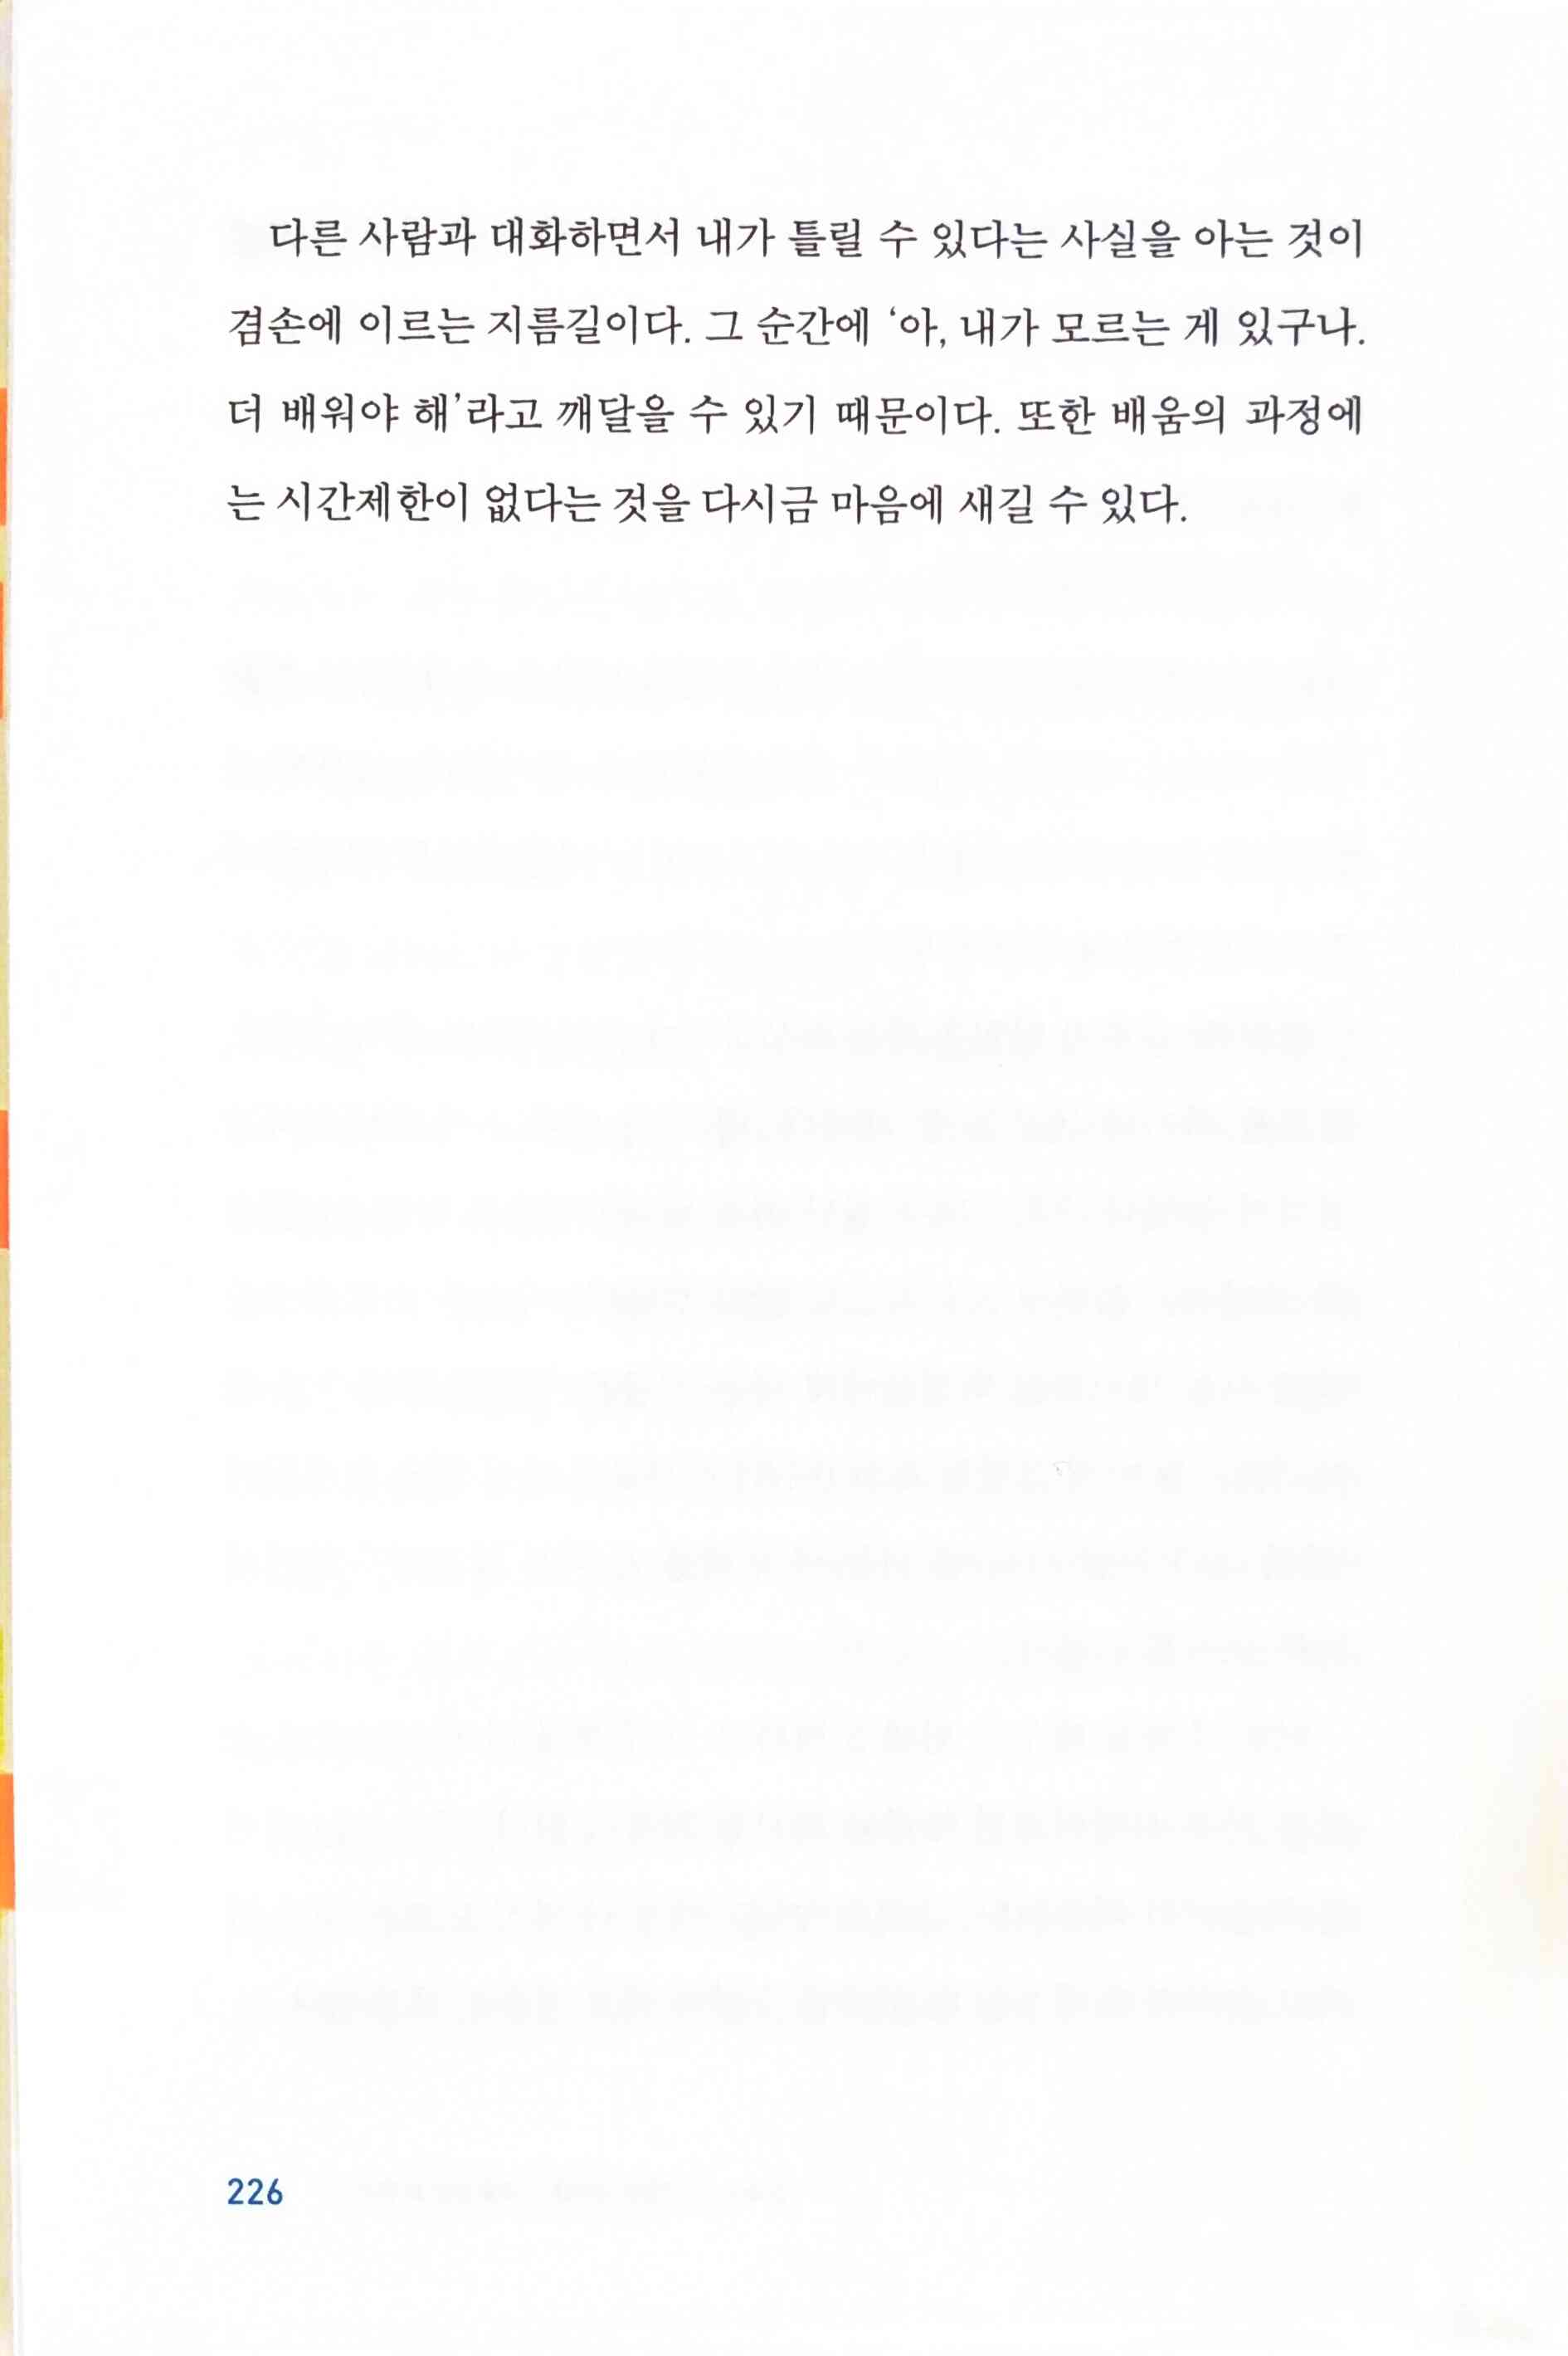 다른 사람과 대화하면서 내가 틀릴 수 있다는 사실을 아는 것이
겸손에 이르는 지름길이다. 그 순간에 ‘아, 내가 모르는 게 있구나.
더 배워야 해’라고 깨달을 수 있기 때문이다. 또한 배움의 과정에
는 시간제한이 없다는 것을 다시금 마음에 새길 수 있다.
226